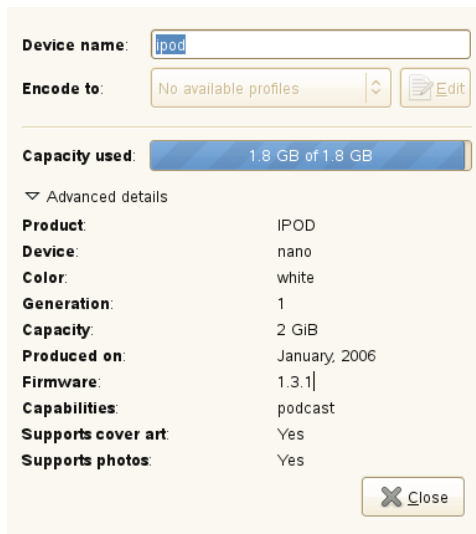 Device name: ipod
Encode to: No available profiles Edit
Capacity used: 1.8 GB of 1.8 GB
Advanced details
Product: IPOD
Device: nano
Color: white
Generation: 1
Capacity: 2 GiB
Produced on: January, 2006
Firmware: 1.3.1
Capabilities: podcast
Supports cover art: Yes
Supports photos: Yes
Close